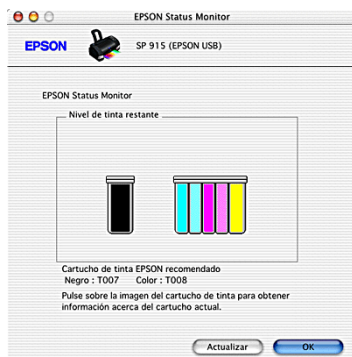 EPSON Status Monitor
EPSON
SP 915 (EPSON USB)
EPSON Status Monitor
Nivel de tinta restante
Cartucho de tinta EPSON recomendado
Negro : T007 Color : T008
Pulse sobre la imagen del cartucho de tinta para obtener
información acerca del cartucho actual.
Actualizar
OK